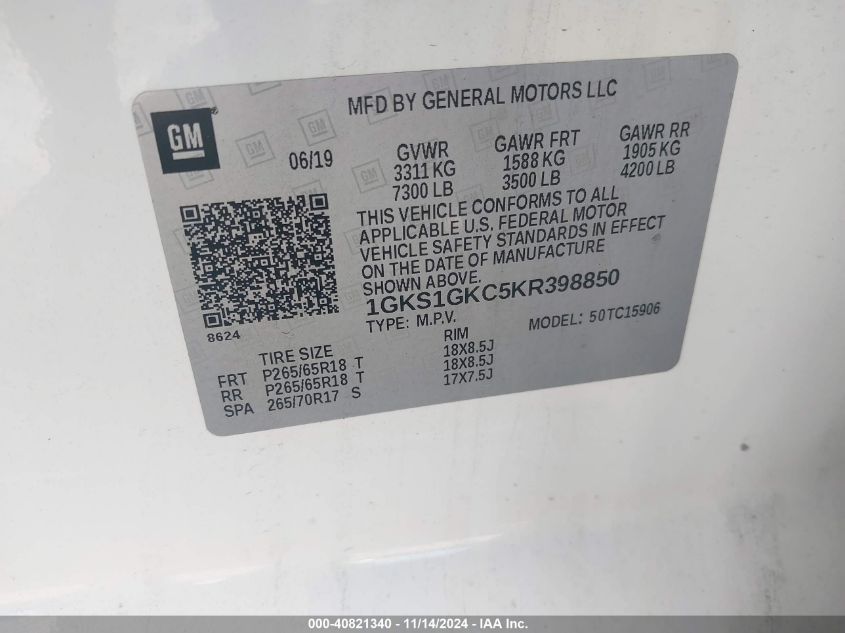 MFD BY GENERAL MOTORS LLC
GM
06/19
GVWR
3311 KG
7300 LB
GAWR FRT
1588 KG
3500 LB
GAWR RR
1905 KG
4200 LB
THIS VEHICLE CONFORMS TO ALL
APPLICABLE U.S. FEDERAL MOTOR
VEHICLE SAFETY STANDARDS IN EFFECT
ON THE DATE OF MANUFACTURE
SHOWN ABOVE.
1GKS1GKC5KR398850
TYPE: M.P.V.
MODEL: 50TC15906
8624
TIRE SIZE RIM
FRT P265/65R18 T 18X8.5J
RR P265/65R18 T 18X8.5J
SPA 265/70R17 S 17X7.5J
000-40821340 - 11/14/2024 - IAA Inc.